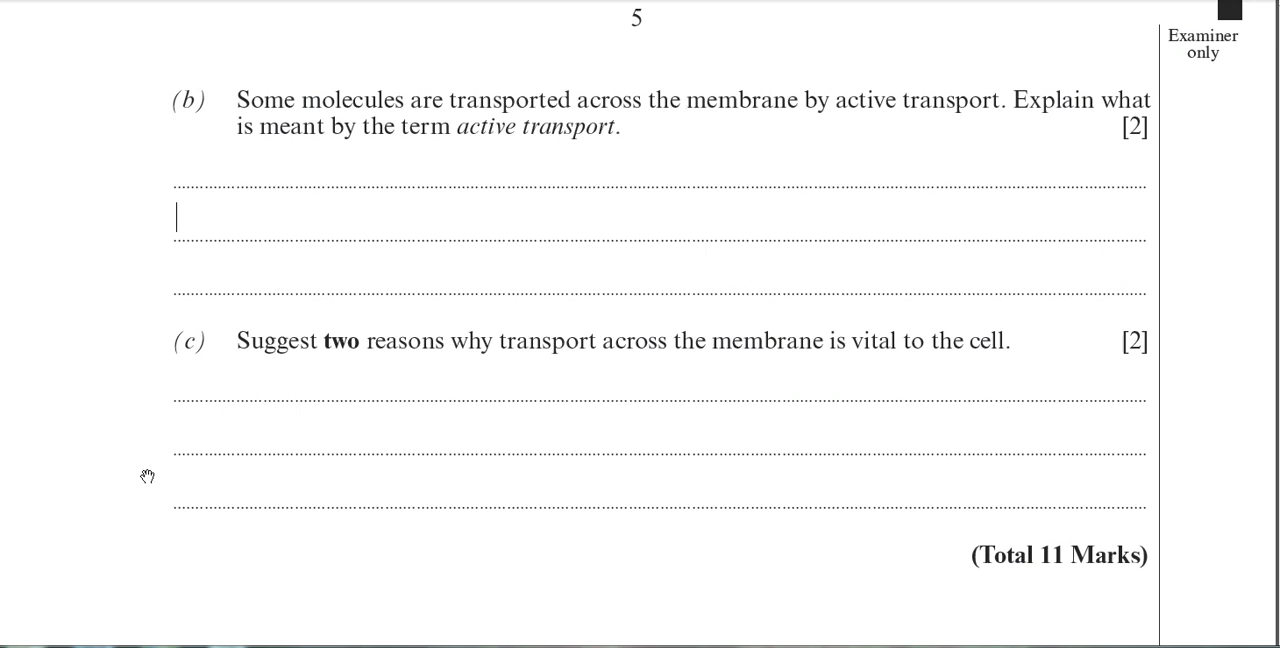 5
Examiner
only
(b) Some molecules are transported across the membrane by active transport. Explain what
is meant by the term active transport. [2]
(c) Suggest two reasons why transport across the membrane is vital to the cell. [2]
(Total 11 Marks)